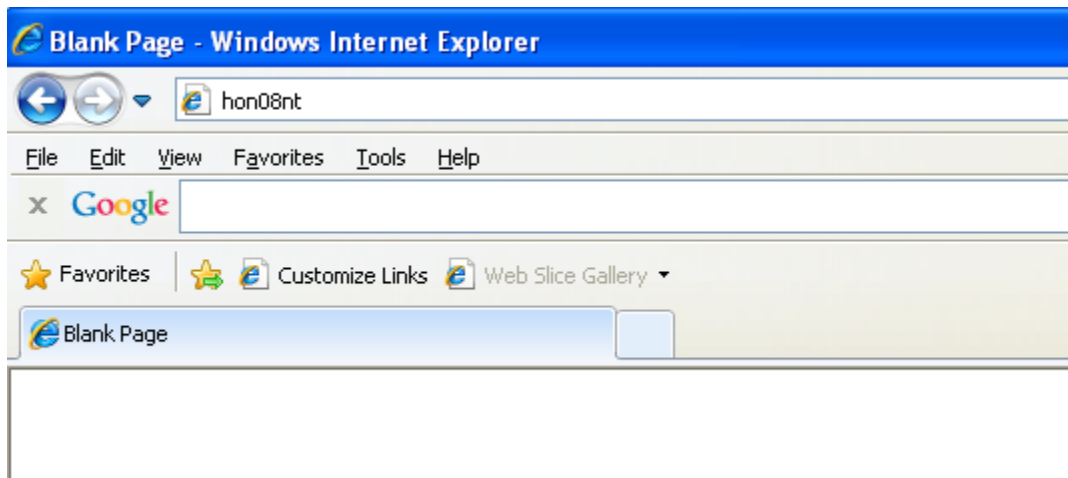 Blank Page - Windows Internet Explorer
hon08nt
File Edit View Favorites Tools Help
x Google
Favorites Customize Links Web Slice Gallery
Blank Page